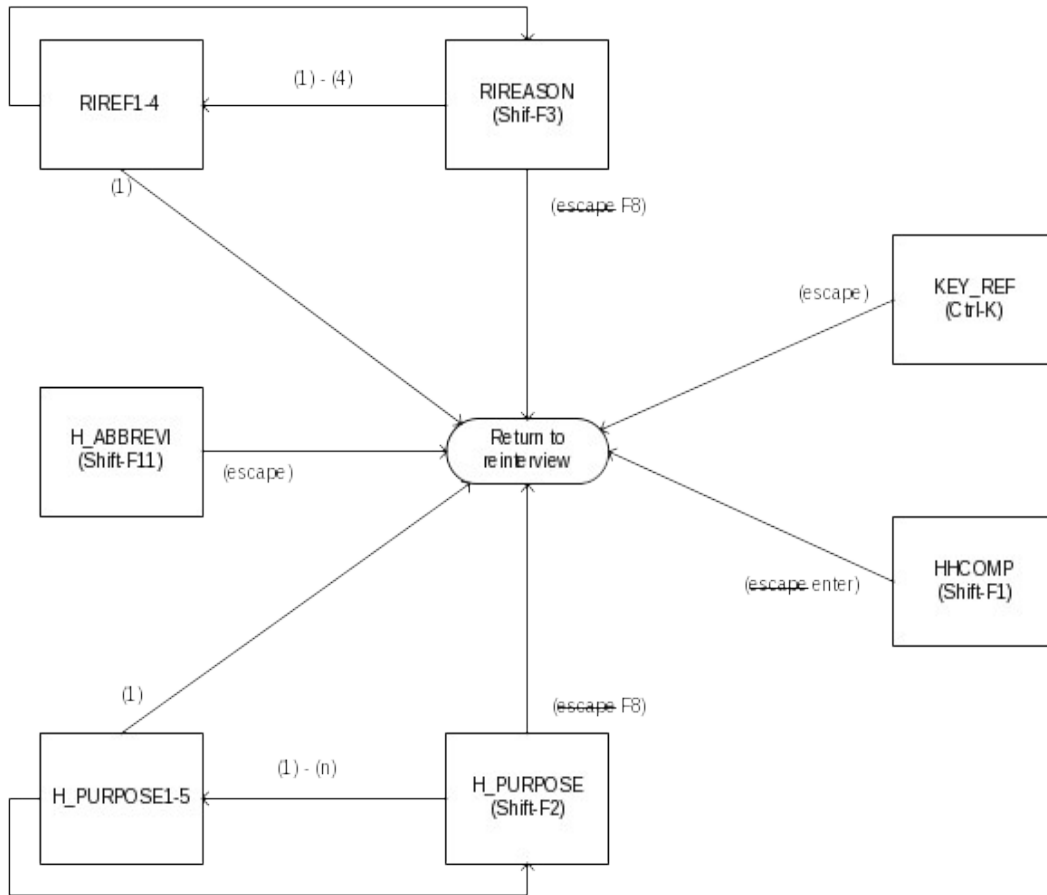 (1) - (4)
RIREF1-4
RIREASON
(Shif-F3)
(1)
(escape F8)
KEY_REF
(Ctrl-K)
(escape)
H_ABBREVI
(Shift-F11)
(escape)
Return to
reinterview
HHCOMP
(Shift-F1)
(escape enter)
(1)
(escape F8)
(1) - (n)
H_PURPOSE1-5
H_PURPOSE
(Shift-F2)